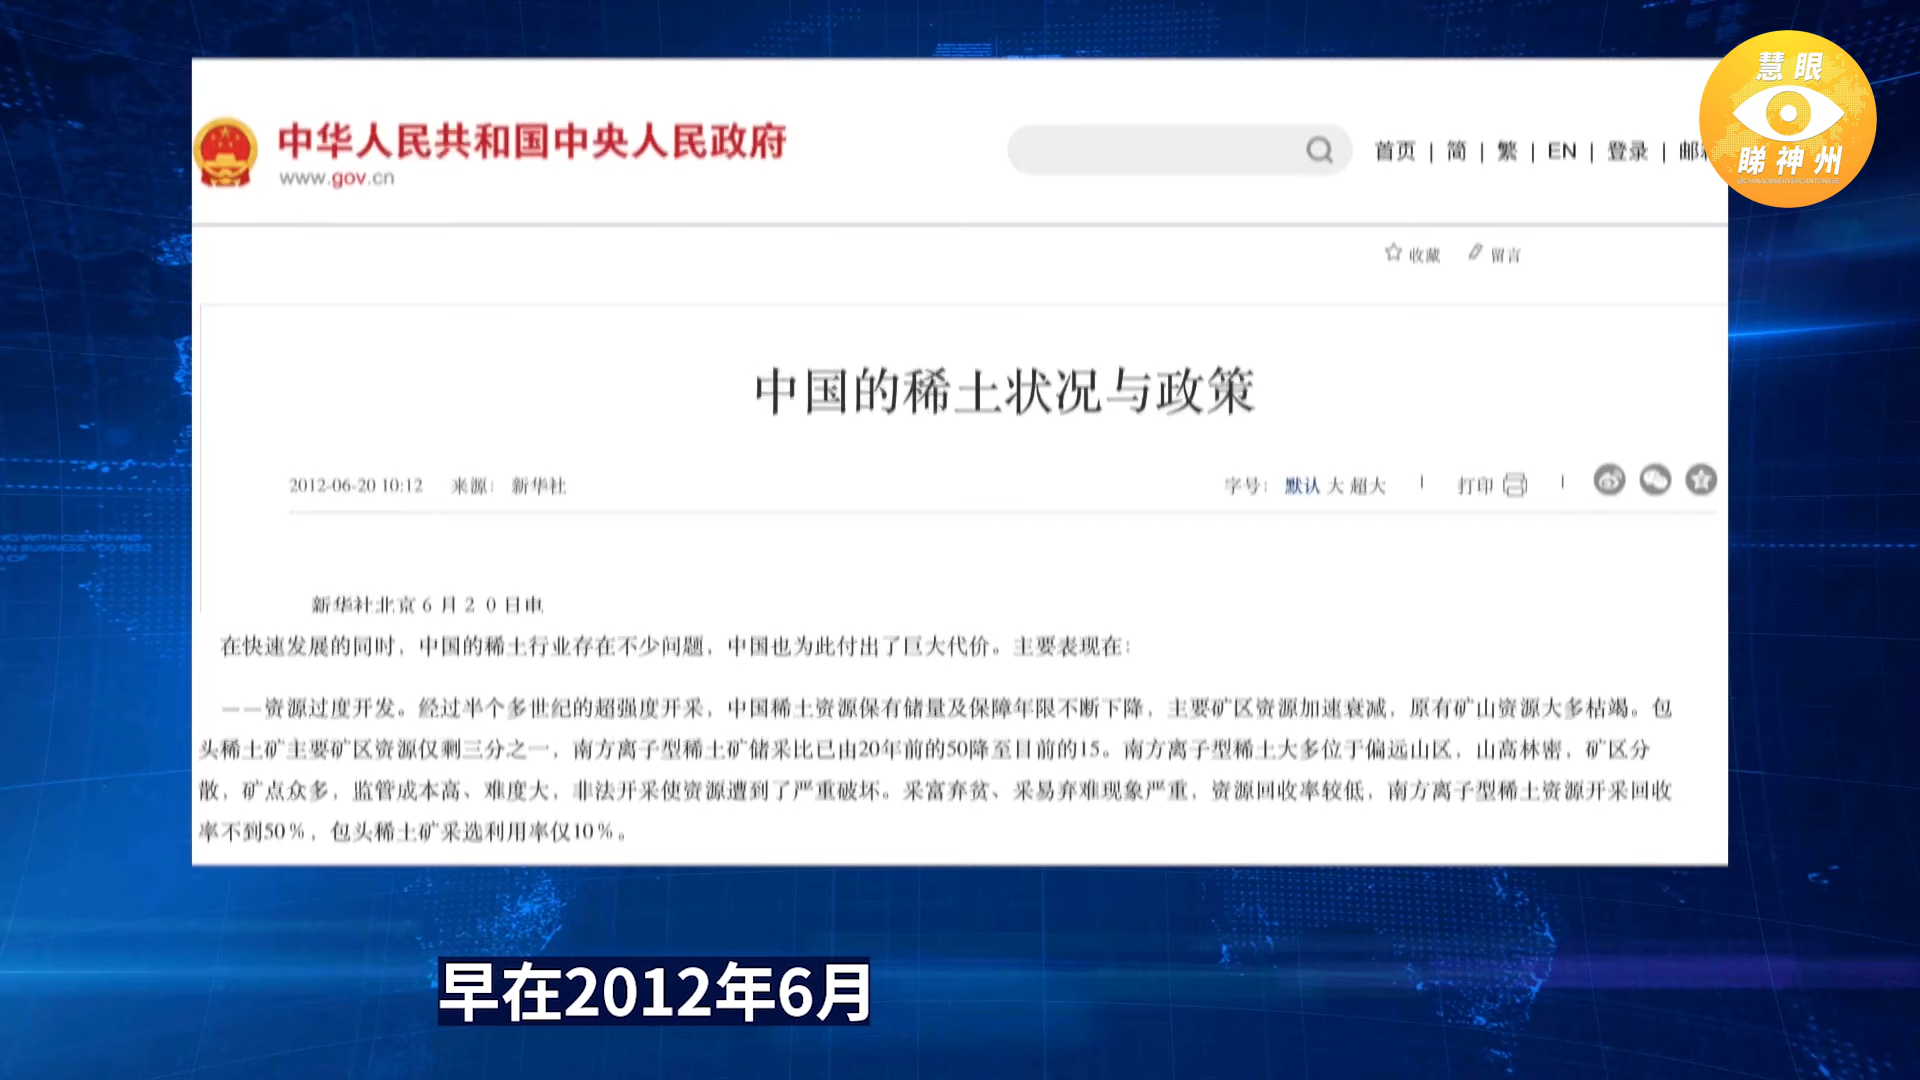 慧眼
睇神州
@CHINAOBSERVERCANTONESE
中华人民共和国中央人民政府
www.gov.cn
首页 | 简 | 繁 | EN | 登录 |
收藏 留言
中国的稀土状况与政策
2012-06-20 10:12 来源： 新华社
字号： 默认 大 超大 | 打印 |
新华社北京６月２０日电
在快速发展的同时，中国的稀土行业存在不少问题，中国也为此付出了巨大代价。主要表现在：
——资源过度开发。经过半个多世纪的超强度开采，中国稀土资源保有储量及保障年限不断下降，主要矿区资源加速衰减，原有矿山资源大多枯竭。包
头稀土矿主要矿区资源仅剩三分之一，南方离子型稀土矿储采比已由20年前的50降至目前的15。南方离子型稀土大多位于偏远山区，山高林密，矿区分
散，矿点众多，监管成本高、难度大，非法开采使资源遭到了严重破坏。采富弃贫、采易弃难现象严重，资源回收率较低，南方离子型稀土资源开采回收
率不到50％，包头稀土矿采选利用率仅10％。
早在2012年6月